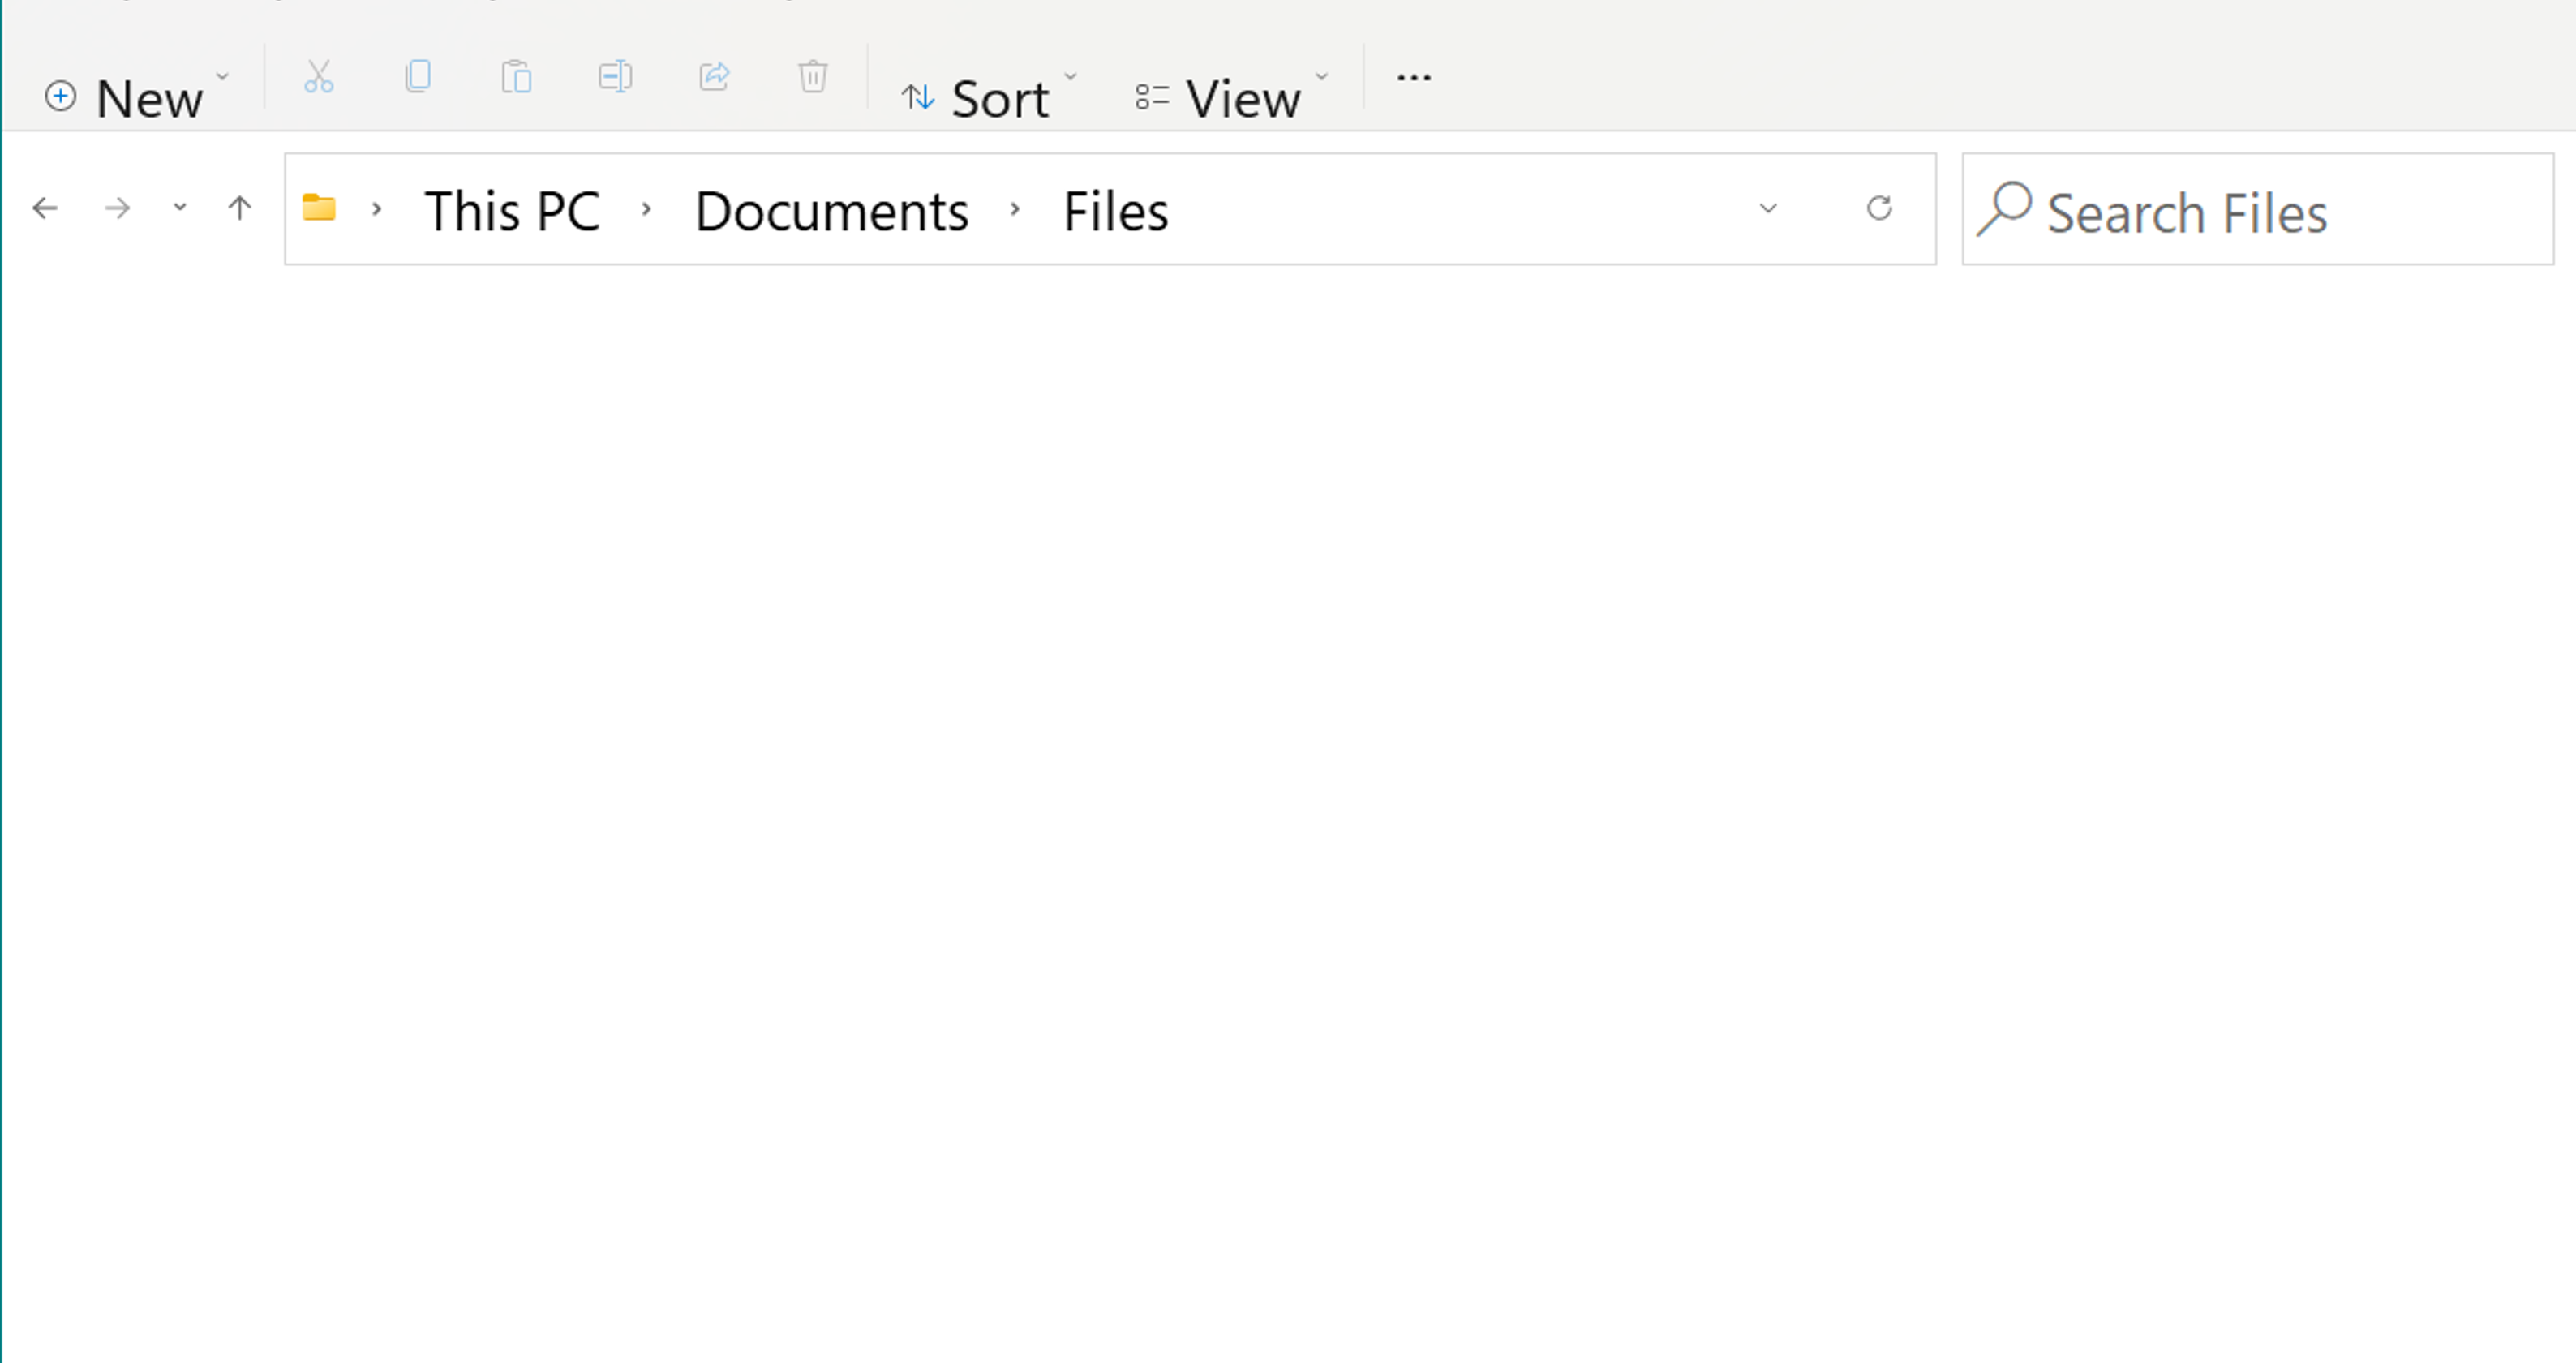 New Sort View ...
This PC › Documents › Files Search Files